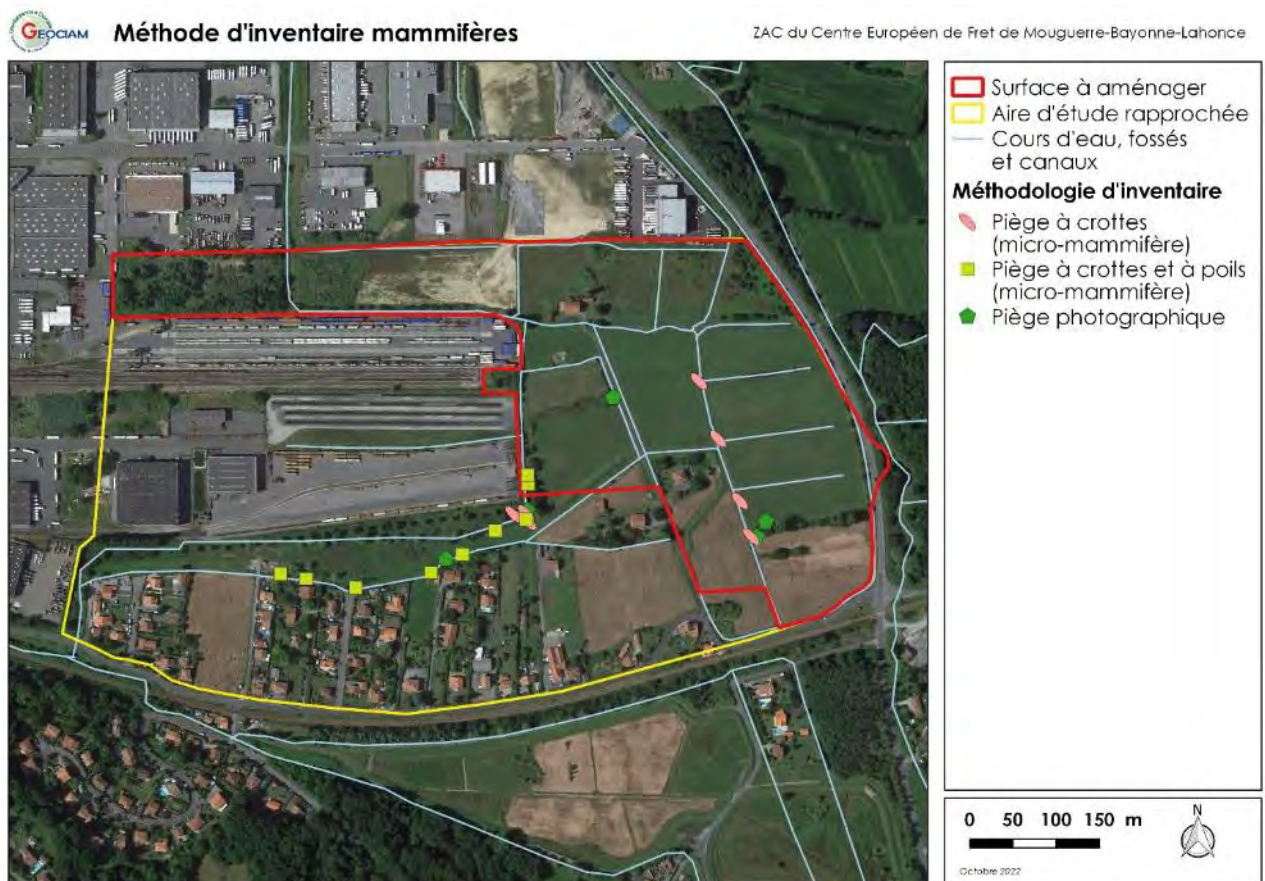 GEOCIAM
Méthode d'inventaire mammifères
ZAC du Centre Européen de Fret de Mouguerre-Bayonne-Lahonce
Surface à aménager
Aire d'étude rapprochée
Cours d'eau, fossés
et canaux
Méthodologie d'inventaire
Piège à crottes
(micro-mammifère)
Piège à crottes et à poils
(micro-mammifère)
Piège photographique
0 50 100 150 m
N
Octobre 2022